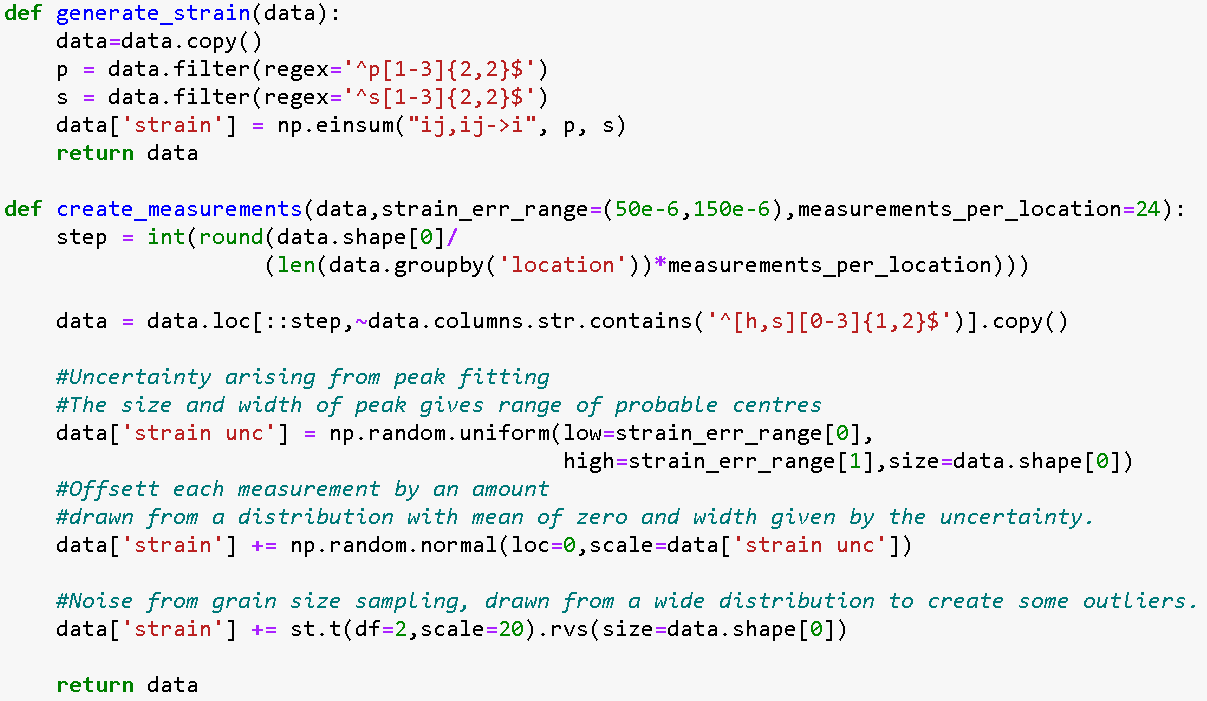 def generate_strain(data):
    data=data.copy()
    p = data.filter(regex='^p[1-3]{2,2}$')
    s = data.filter(regex='^s[1-3]{2,2}$')
    data['strain'] = np.einsum("ij,ij->i", p, s)
    return data

def create_measurements(data,strain_err_range=(50e-6,150e-6),measurements_per_location=24):
    step = int(round(data.shape[0]/
                    (len(data.groupby('location'))*measurements_per_location)))

    data = data.loc[::step,~data.columns.str.contains('^[h,s][0-3]{1,2}$')].copy()

    #Uncertainty arising from peak fitting
    #The size and width of peak gives range of probable centres
    data['strain unc'] = np.random.uniform(low=strain_err_range[0],
                                           high=strain_err_range[1],size=data.shape[0])
    #Offsett each measurement by an amount
    #drawn from a distribution with mean of zero and width given by the uncertainty.
    data['strain'] += np.random.normal(loc=0,scale=data['strain unc'])

    #Noise from grain size sampling, drawn from a wide distribution to create some outliers.
    data['strain'] += st.t(df=2,scale=20).rvs(size=data.shape[0])

    return data